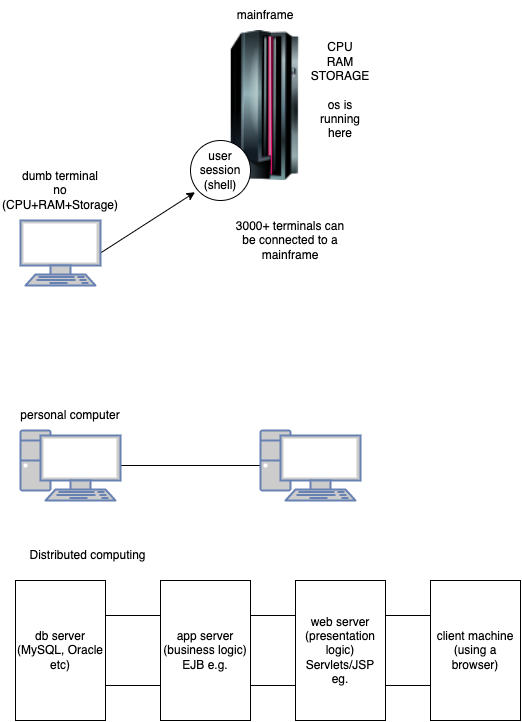 mainframe
CPU
RAM
STORAGE
os is
running
here
user
session
(shell)
dumb terminal
no
(CPU+RAM+Storage)
3000+ terminals can
be connected to a
mainframe
personal computer
Distributed computing
db server
(MySQL, Oracle
etc)
app server
(business logic)
EJB e.g.
web server
(presentation
logic)
Servlets/JSP
eg.
client machine
(using a
browser)